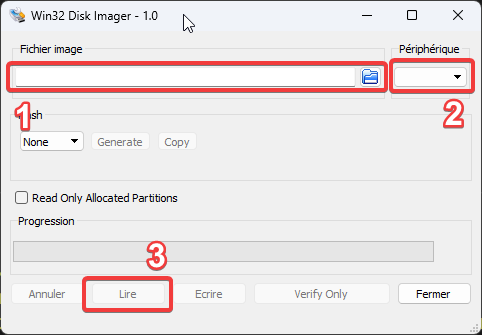 Win32 Disk Imager - 1.0
Fichier image
Périphérique
1
2
None
Generate
Copy
Read Only Allocated Partitions
Progression
3
Annuler
Lire
Ecrire
Verify Only
Fermer